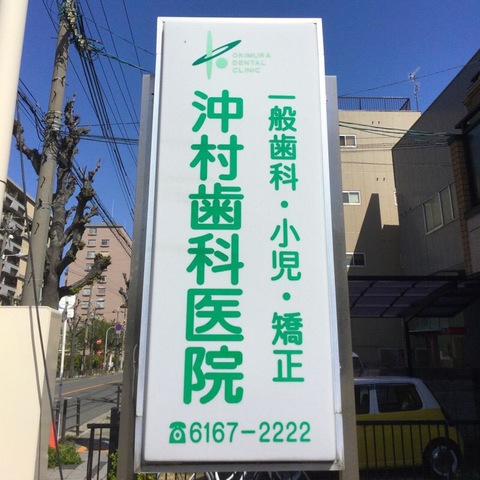 OKIMURA
DENTAL
CLINIC
一般歯科・小児・矯正
沖村歯科医院
☎6167-2222